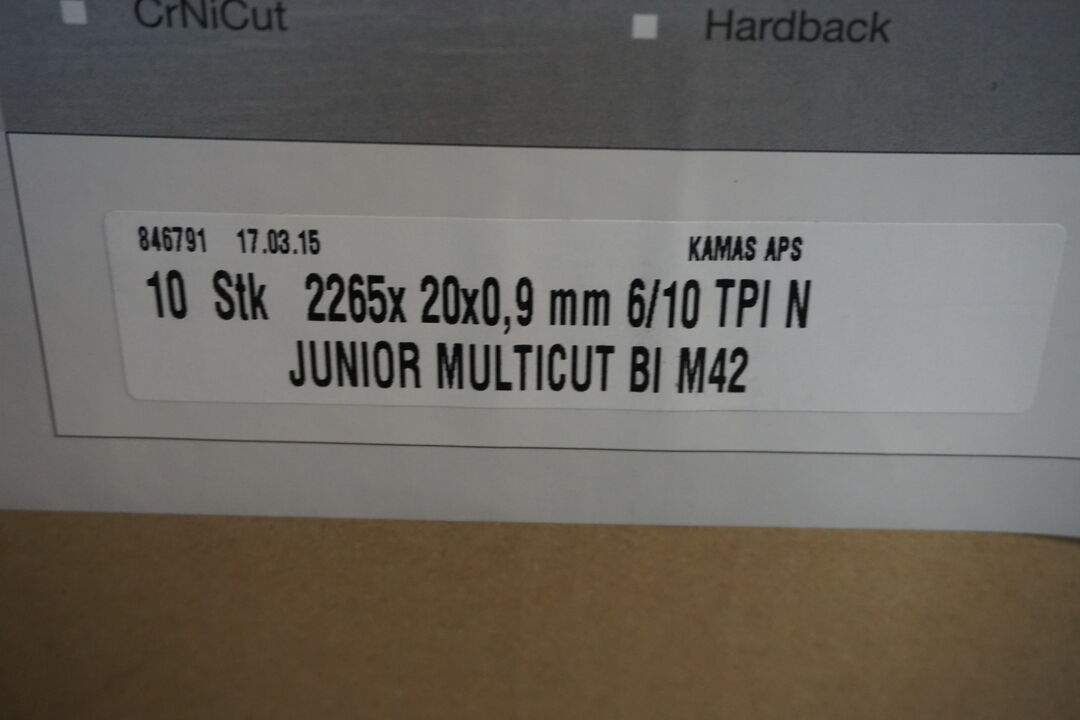 CrNiCut
Hardback
846791 17.03.15 KAMAS APS
10 Stk 2265x 20x0,9 mm 6/10 TPI N
JUNIOR MULTICUT BI M42